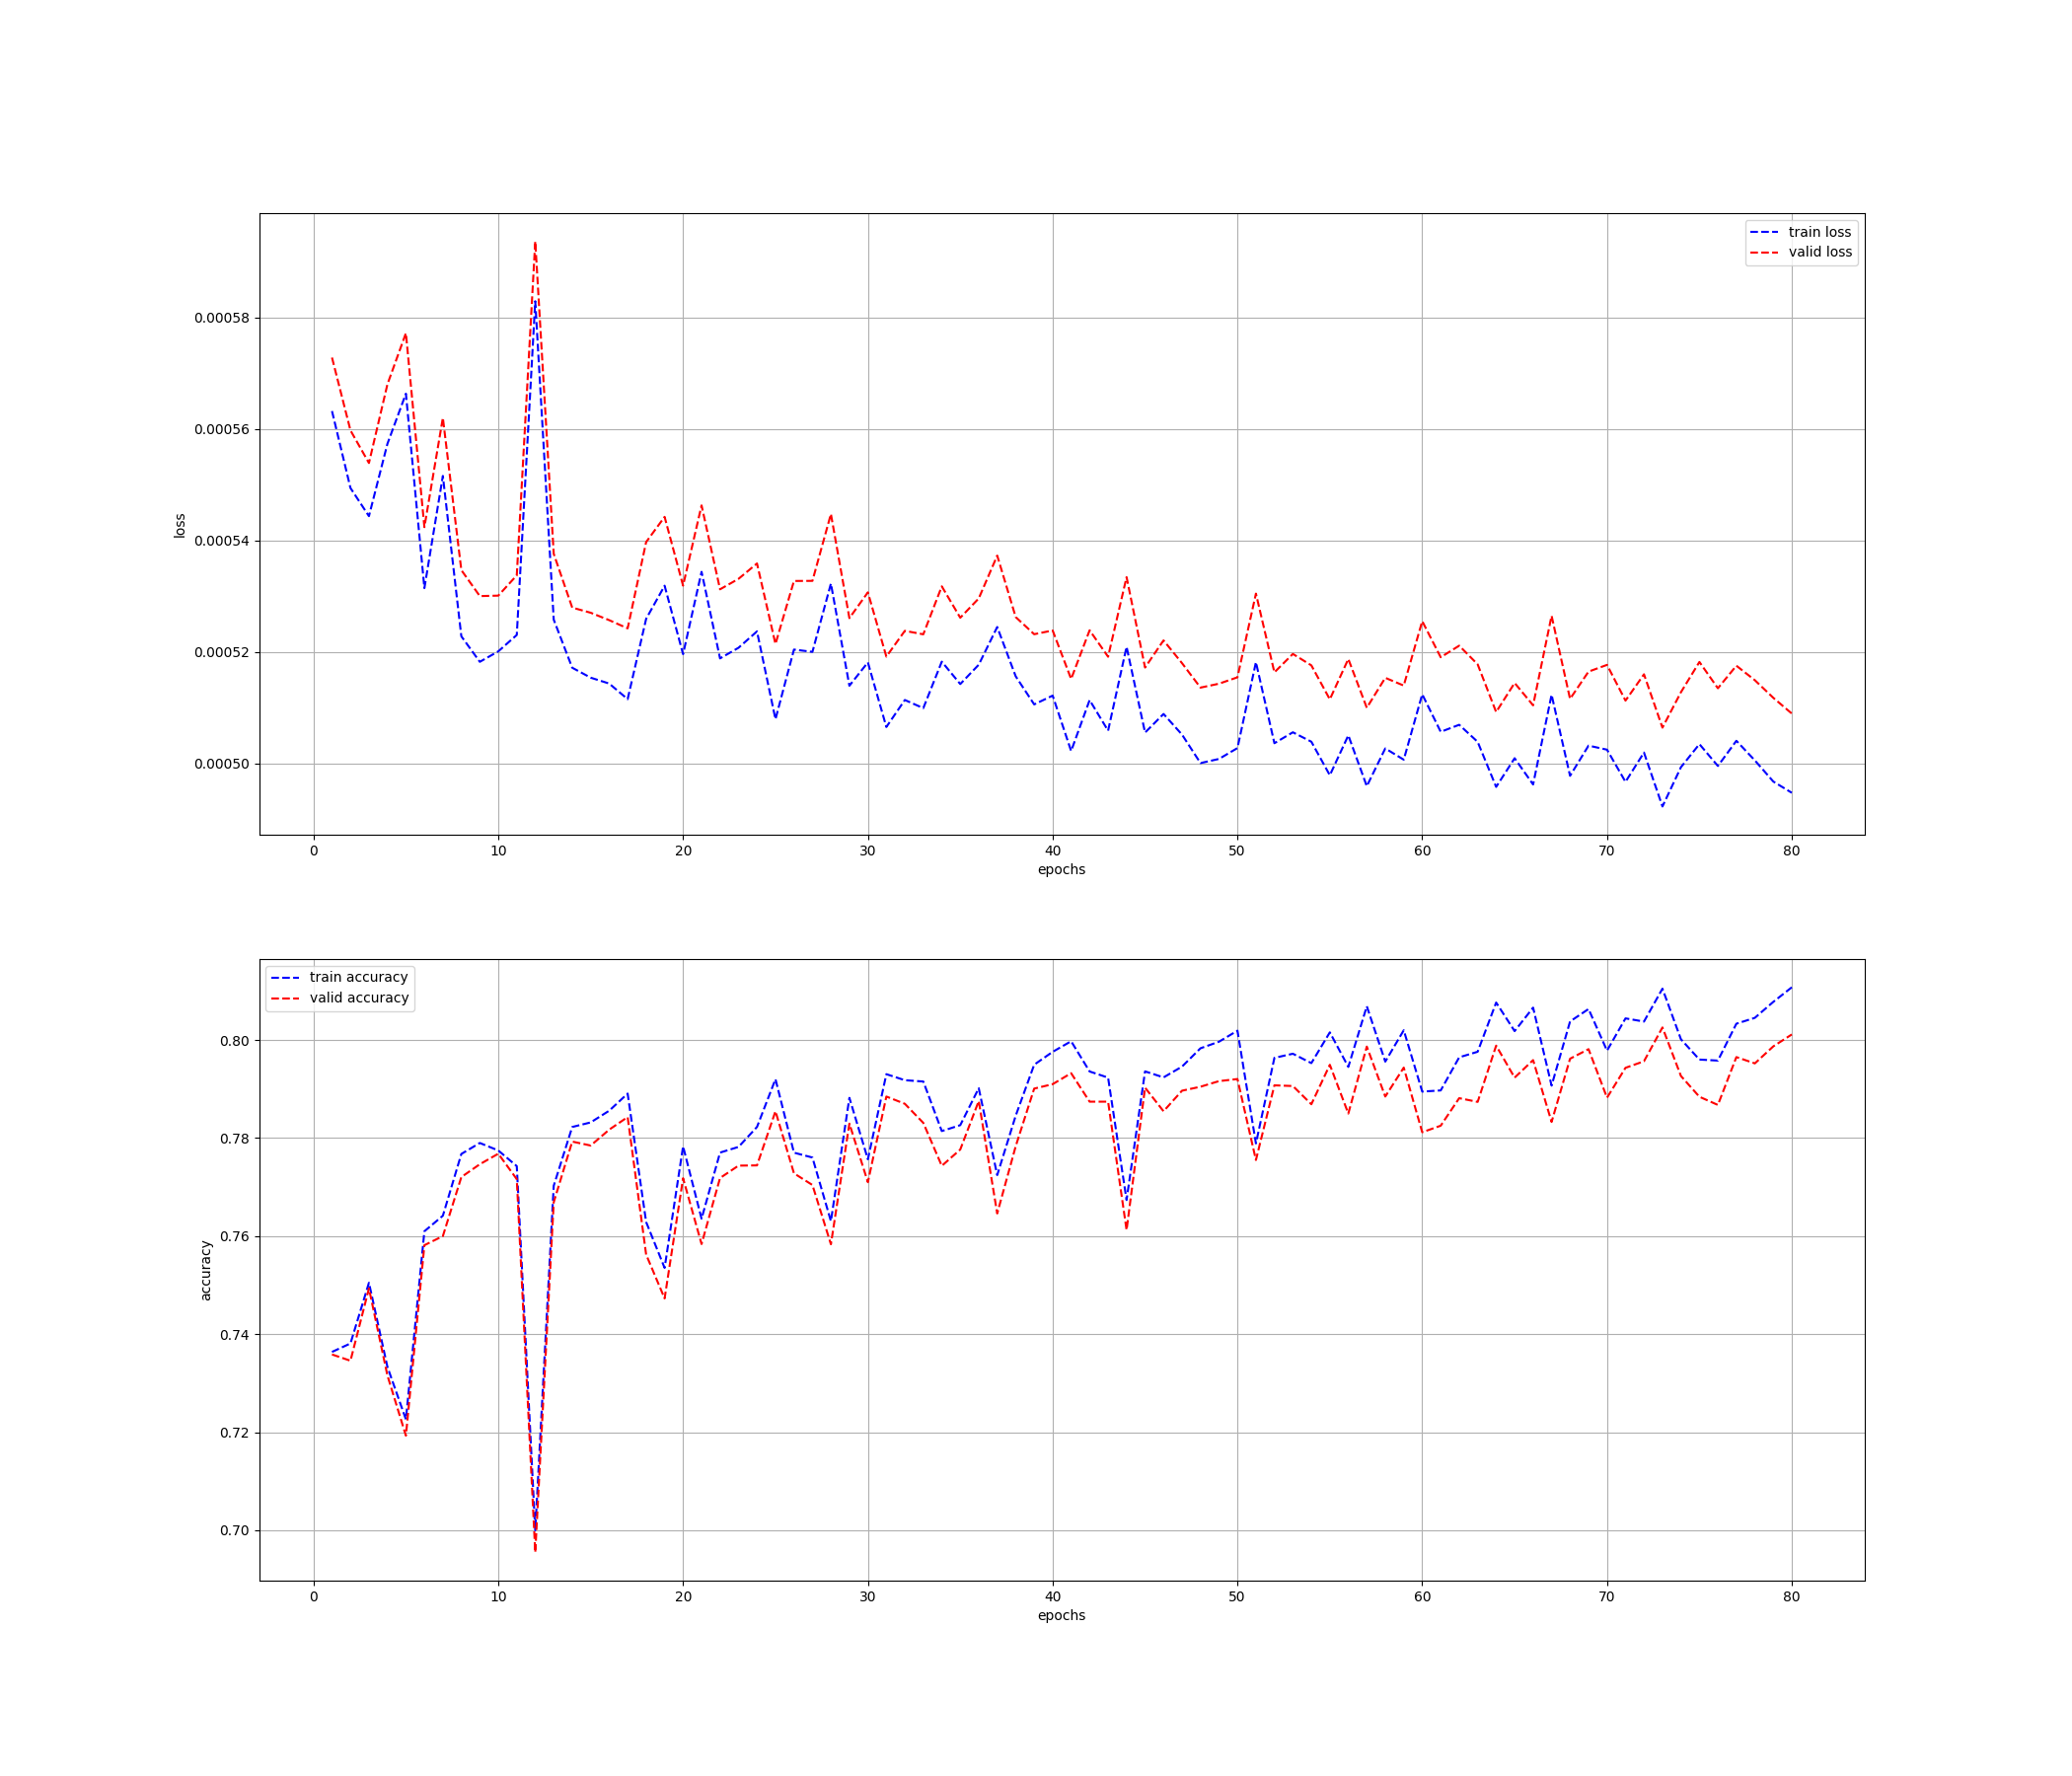 train loss
valid loss
0.00058
0.00056
0.00054
0.00052
0.00050
loss
0 10 20 30 40 50 60 70 80
epochs
train accuracy
valid accuracy
0.80
0.78
0.76
0.74
0.72
0.70
accuracy
0 10 20 30 40 50 60 70 80
epochs